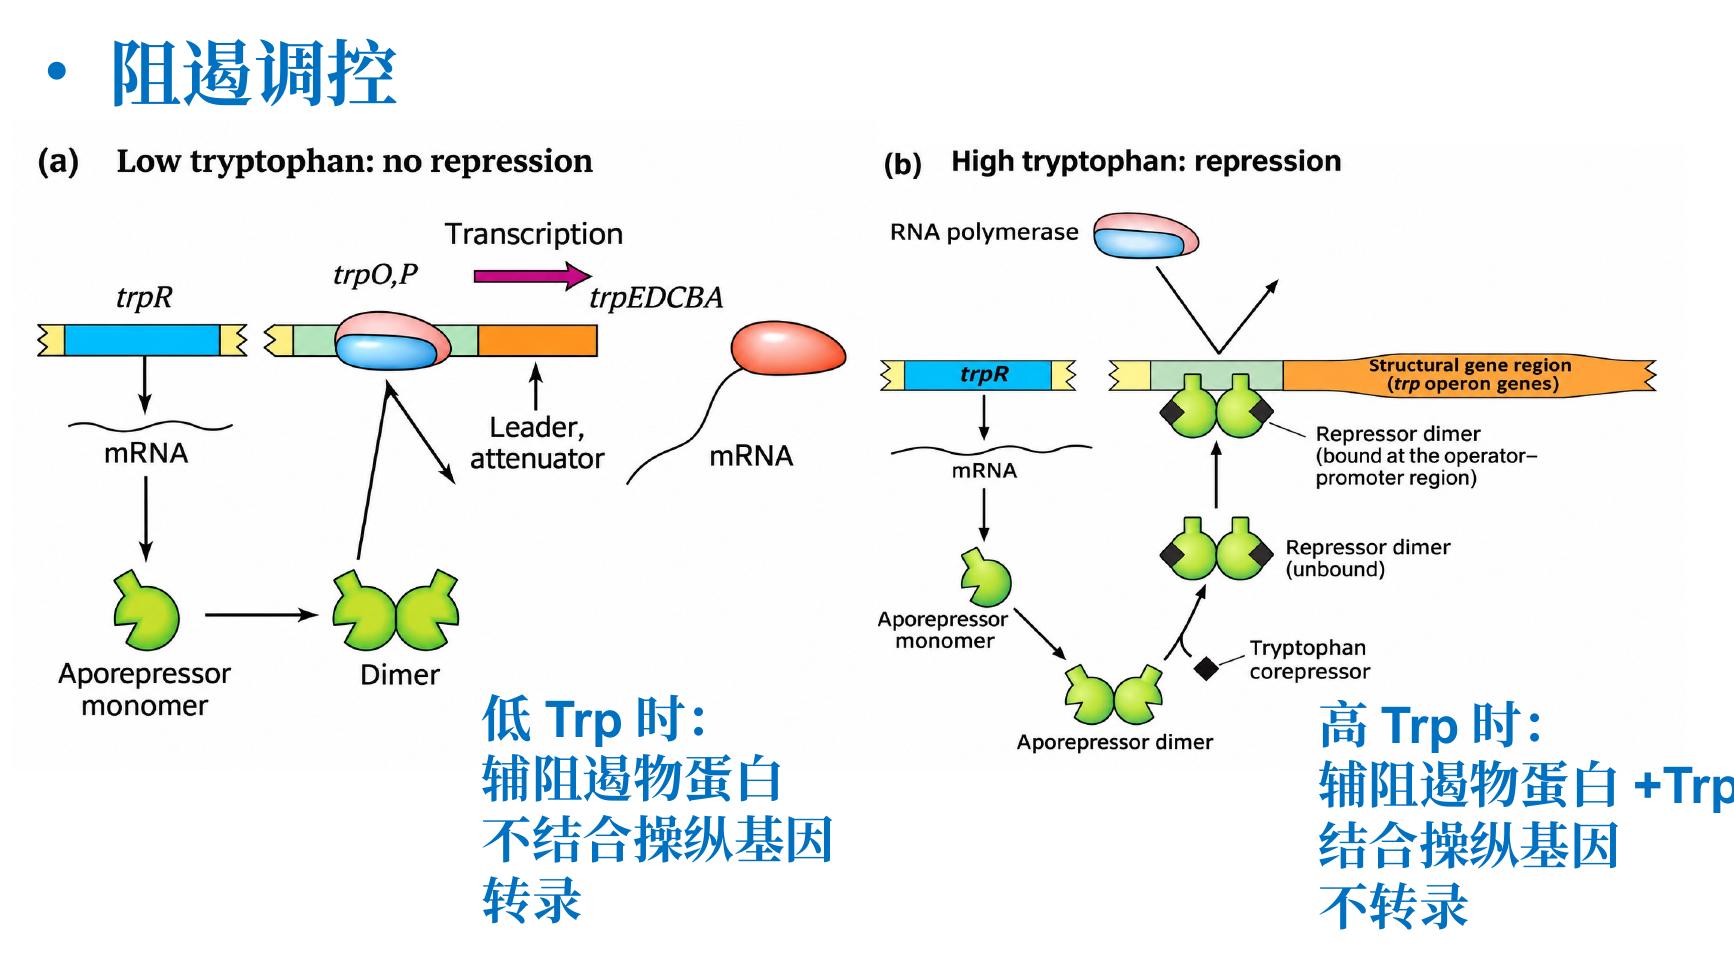 • 阻遏调控
(a) Low tryptophan: no repression
Transcription
trpO,P
trpR
trpEDCBA
mRNA
Leader,
attenuator
mRNA
Aporepressor
monomer
Dimer
低 Trp 时：
辅阻遏物蛋白
不结合操纵基因
转录
(b) High tryptophan: repression
RNA polymerase
trpR
Structural gene region
(trp operon genes)
Repressor dimer
(bound at the operator–
promoter region)
mRNA
Repressor dimer
(unbound)
Aporepressor
monomer
Tryptophan
corepressor
Aporepressor dimer
高 Trp 时：
辅阻遏物蛋白 +Trp
结合操纵基因
不转录